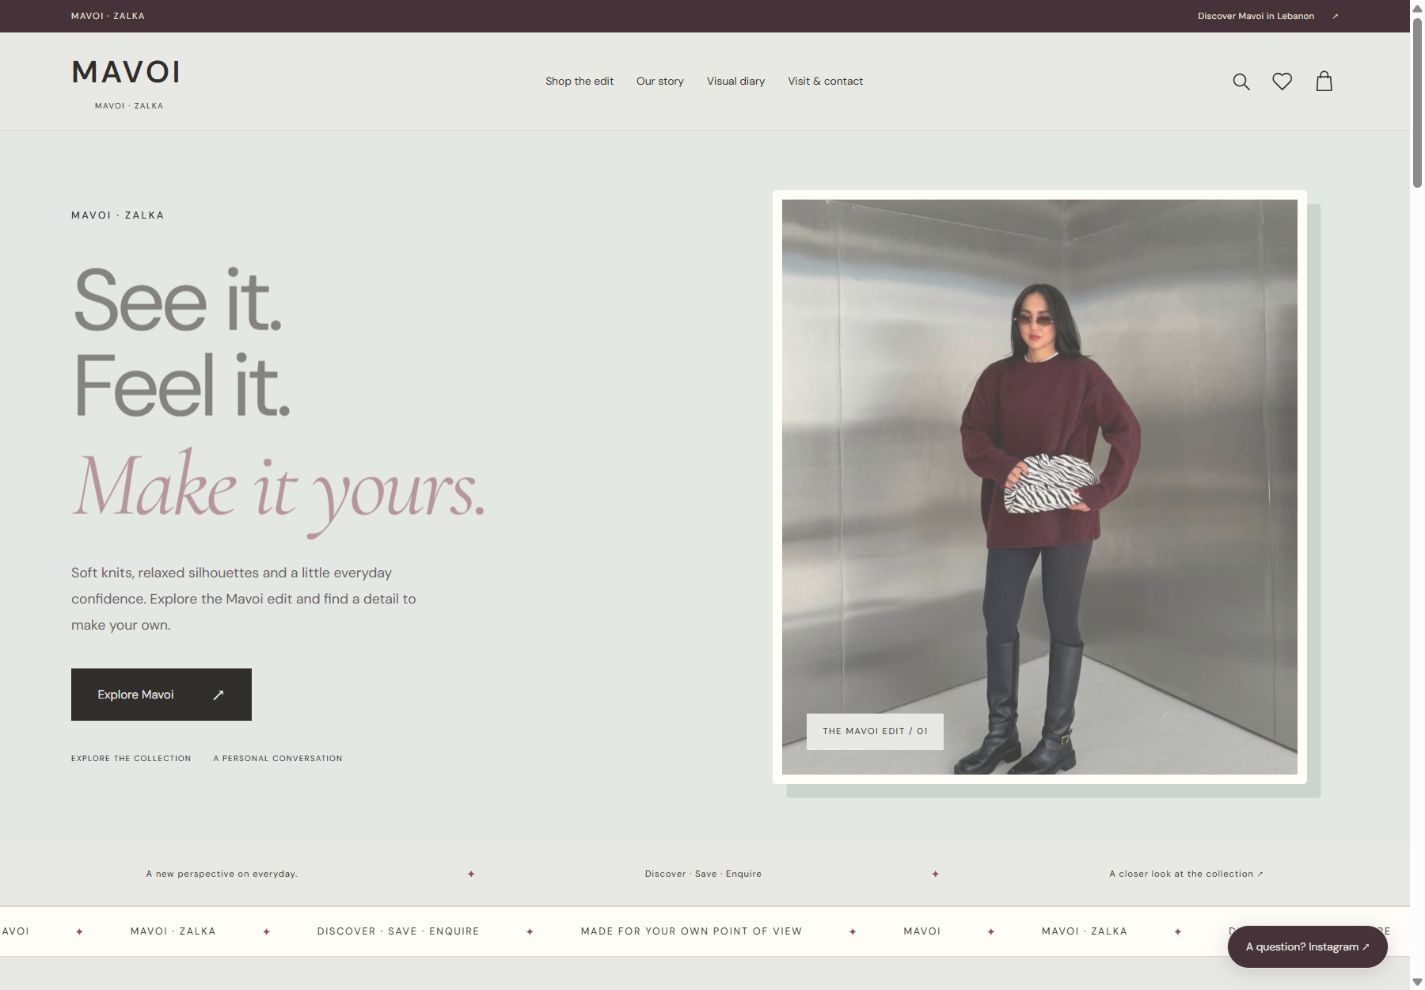 MAVOI · ZALKA
Discover Mavoi in Lebanon ↗
MAVOI
MAVOI · ZALKA
Shop the edit
Our story
Visual diary
Visit & contact
MAVOI · ZALKA
See it.
Feel it.
Make it yours.
Soft knits, relaxed silhouettes and a little everyday
confidence. Explore the Mavoi edit and find a detail to
make your own.
Explore Mavoi ↗
EXPLORE THE COLLECTION
A PERSONAL CONVERSATION
THE MAVOI EDIT / 01
A new perspective on everyday.
✦
Discover · Save · Enquire
✦
A closer look at the collection ↗
AVOI ✦ MAVOI · ZALKA ✦ DISCOVER · SAVE · ENQUIRE ✦ MADE FOR YOUR OWN POINT OF VIEW ✦ MAVOI ✦ MAVOI · ZALKA ✦
A question? Instagram ↗